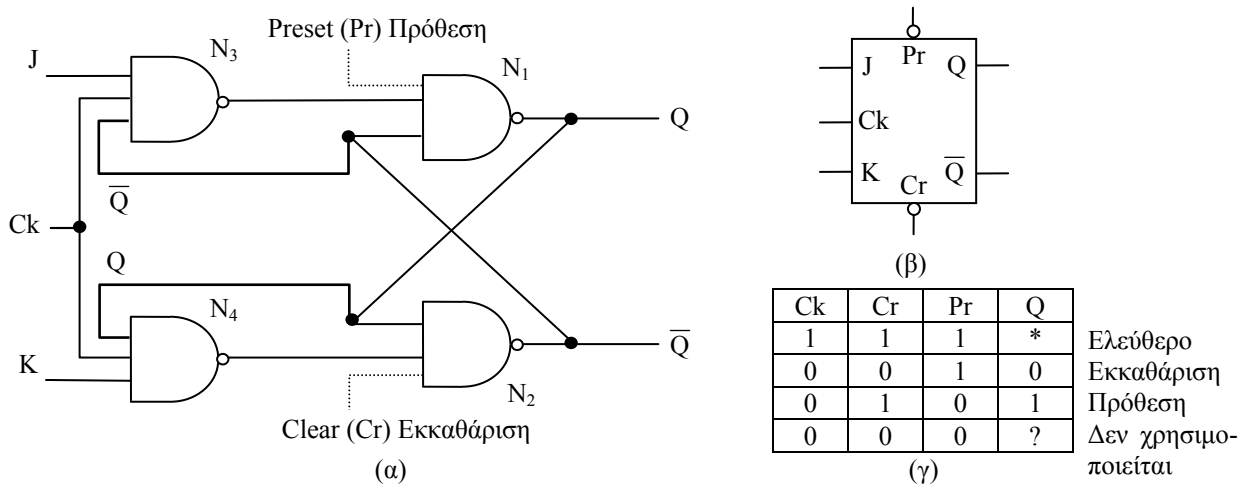 Preset (Pr) Πρόθεση
J
N3
N1
Q
Q̅
Ck
Q
N4
K
N2
Q̅
Clear (Cr) Εκκαθάριση
(α)
J Pr Q
Ck
K Cr Q̅
(β)
Ck Cr Pr Q
1 1 1 * Ελεύθερο
0 0 1 0 Εκκαθάριση
0 1 0 1 Πρόθεση
0 0 0 ? Δεν χρησιμο-
ποιείται
(γ)